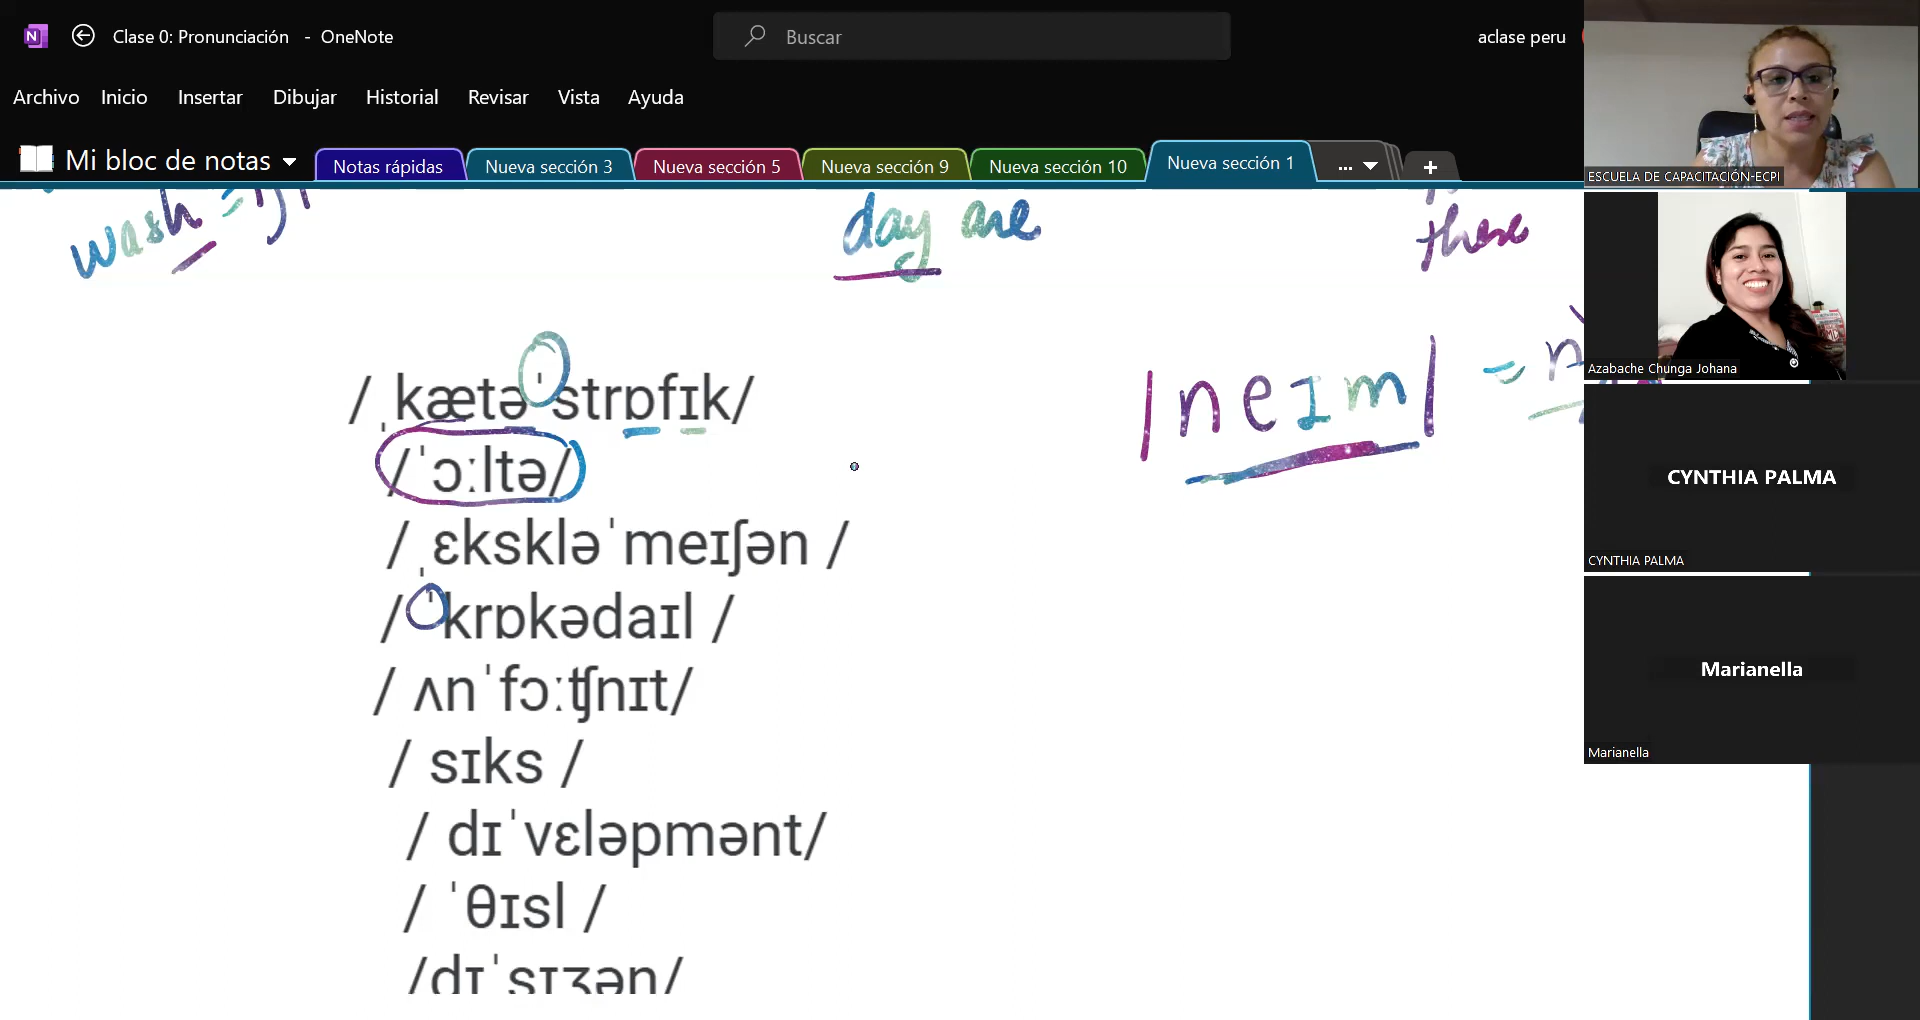 Clase 0: Pronunciación - OneNote
Buscar
aclase peru
Archivo Inicio Insertar Dibujar Historial Revisar Vista Ayuda
Mi bloc de notas
Notas rápidas Nueva sección 3 Nueva sección 5 Nueva sección 9 Nueva sección 10 Nueva sección 1 ... +
ESCUELA DE CAPACITACIÓN-ECPI
wash =
day are
there
/ˌkætəˈstrɒfɪk/
/ˈɔːltə/
/ˌɛkskləˈmeɪʃən /
/ ˈkrɒkədaɪl /
/ ʌnˈfɔːʧnɪt/
/ sɪks /
/ dɪˈvɛləpmənt/
/ ˈθɪsl /
/dɪˈsɪʒən/
/neɪm/ =
Azabache Chunga Johana
CYNTHIA PALMA
CYNTHIA PALMA
Marianella
Marianella